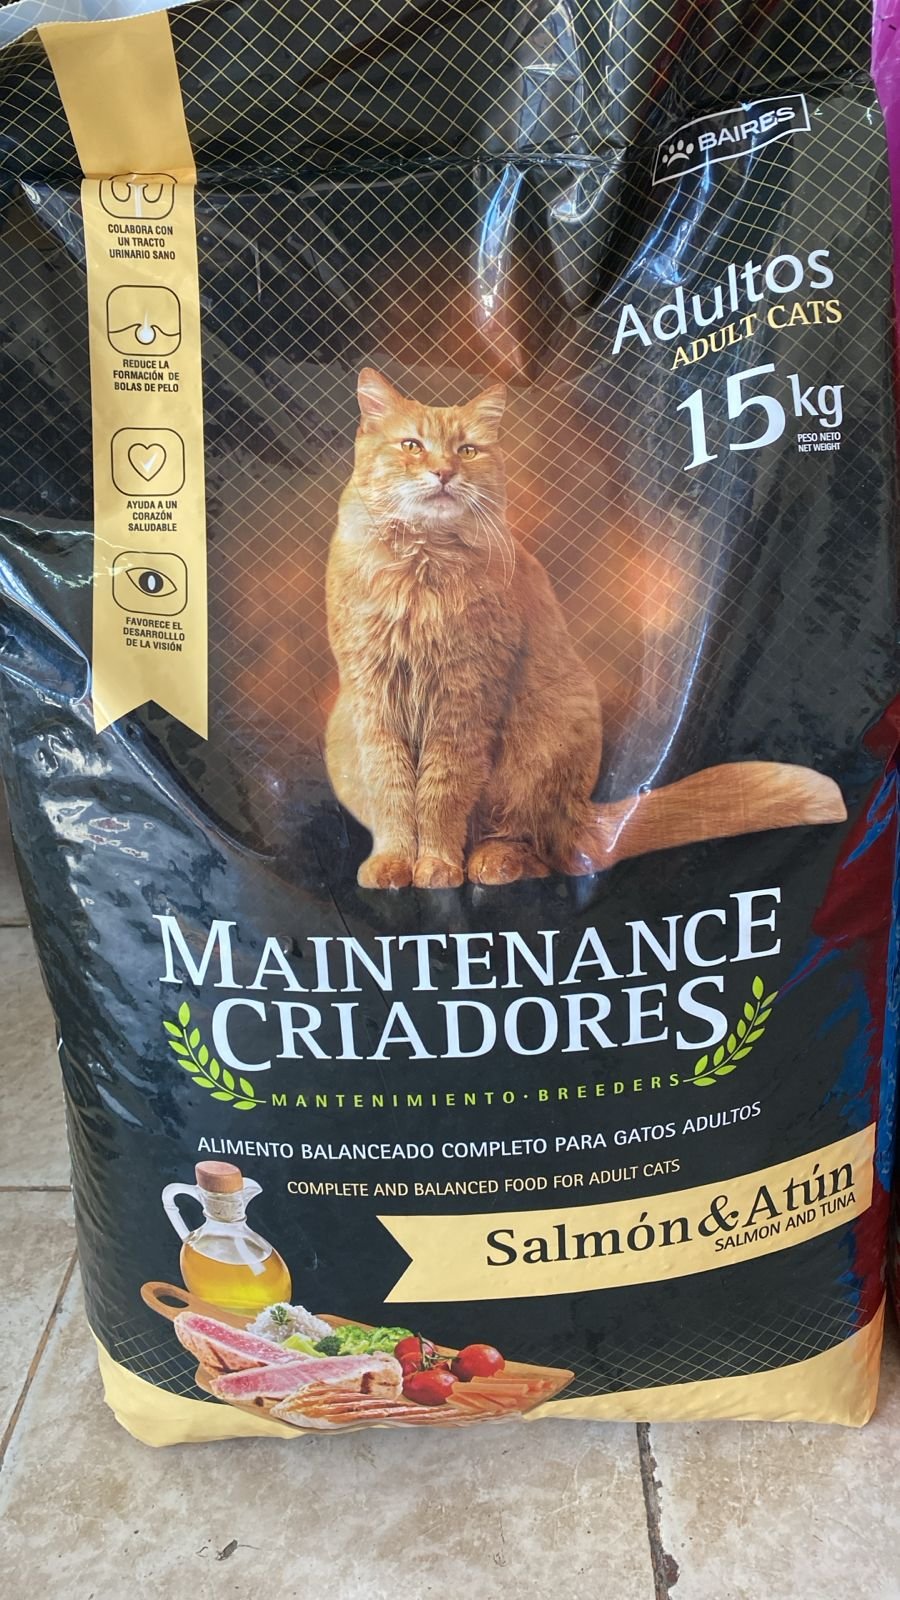 BAIRES
Adultos
ADULT CATS
15 kg
PESO NETO
NET WEIGHT
COLABORA CON
UN TRACTO
URINARIO SANO
REDUCE LA
FORMACIÓN DE
BOLAS DE PELO
AYUDA A UN
CORAZÓN
SALUDABLE
FAVORECE EL
DESARROLLLO
DE LA VISIÓN
MAINTENANCE
CRIADORES
MANTENIMIENTO · BREEDERS
ALIMENTO BALANCEADO COMPLETO PARA GATOS ADULTOS
COMPLETE AND BALANCED FOOD FOR ADULT CATS
Salmón & Atún
SALMON AND TUNA